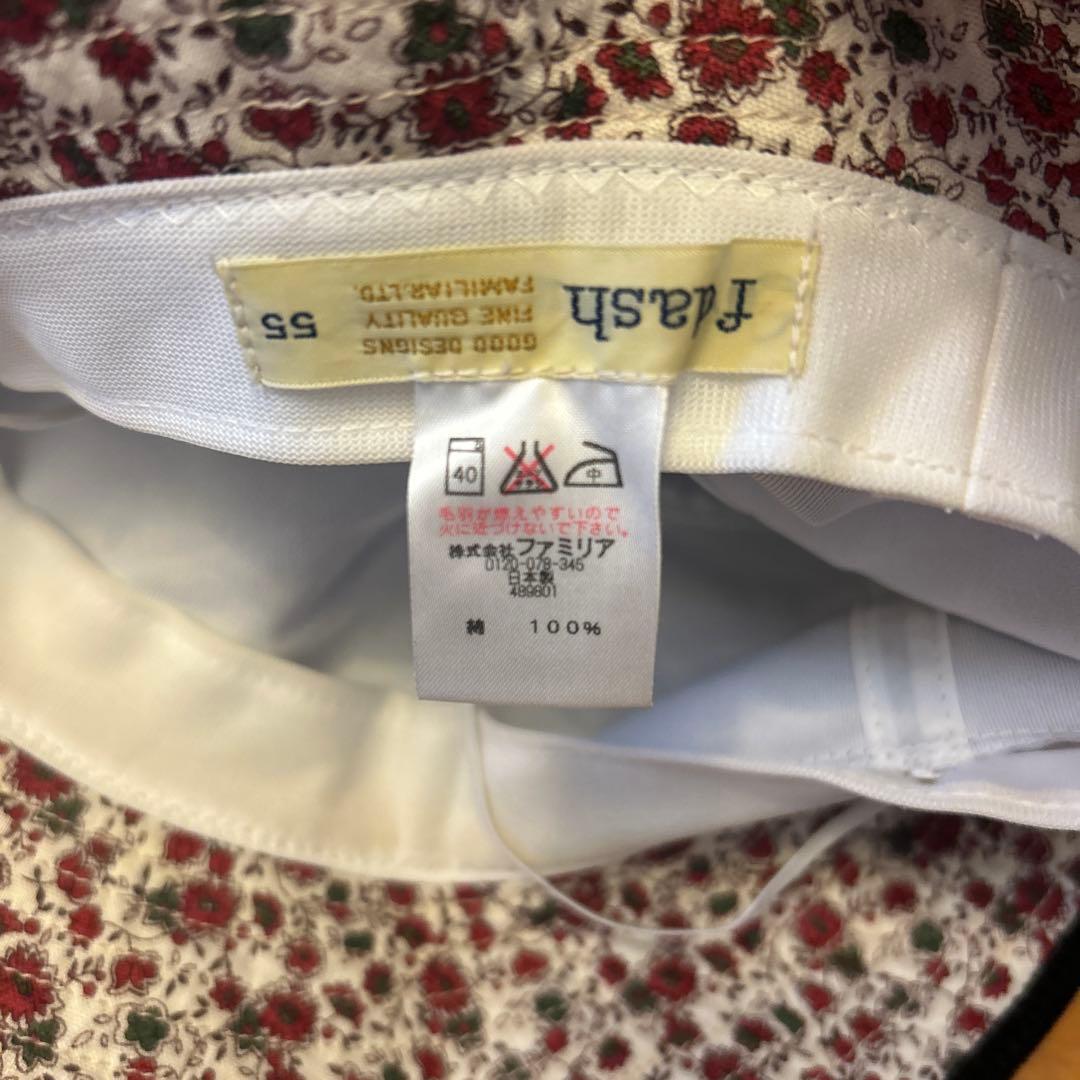 f dash
GOOD DESIGNS
FINE QUALITY
FAMILIAR.LTD.
55
40
中
毛羽が燃えやすいので
火に近づけないで下さい。
株式会社ファミリア
0120-078-345
日本製
489801
綿 100%